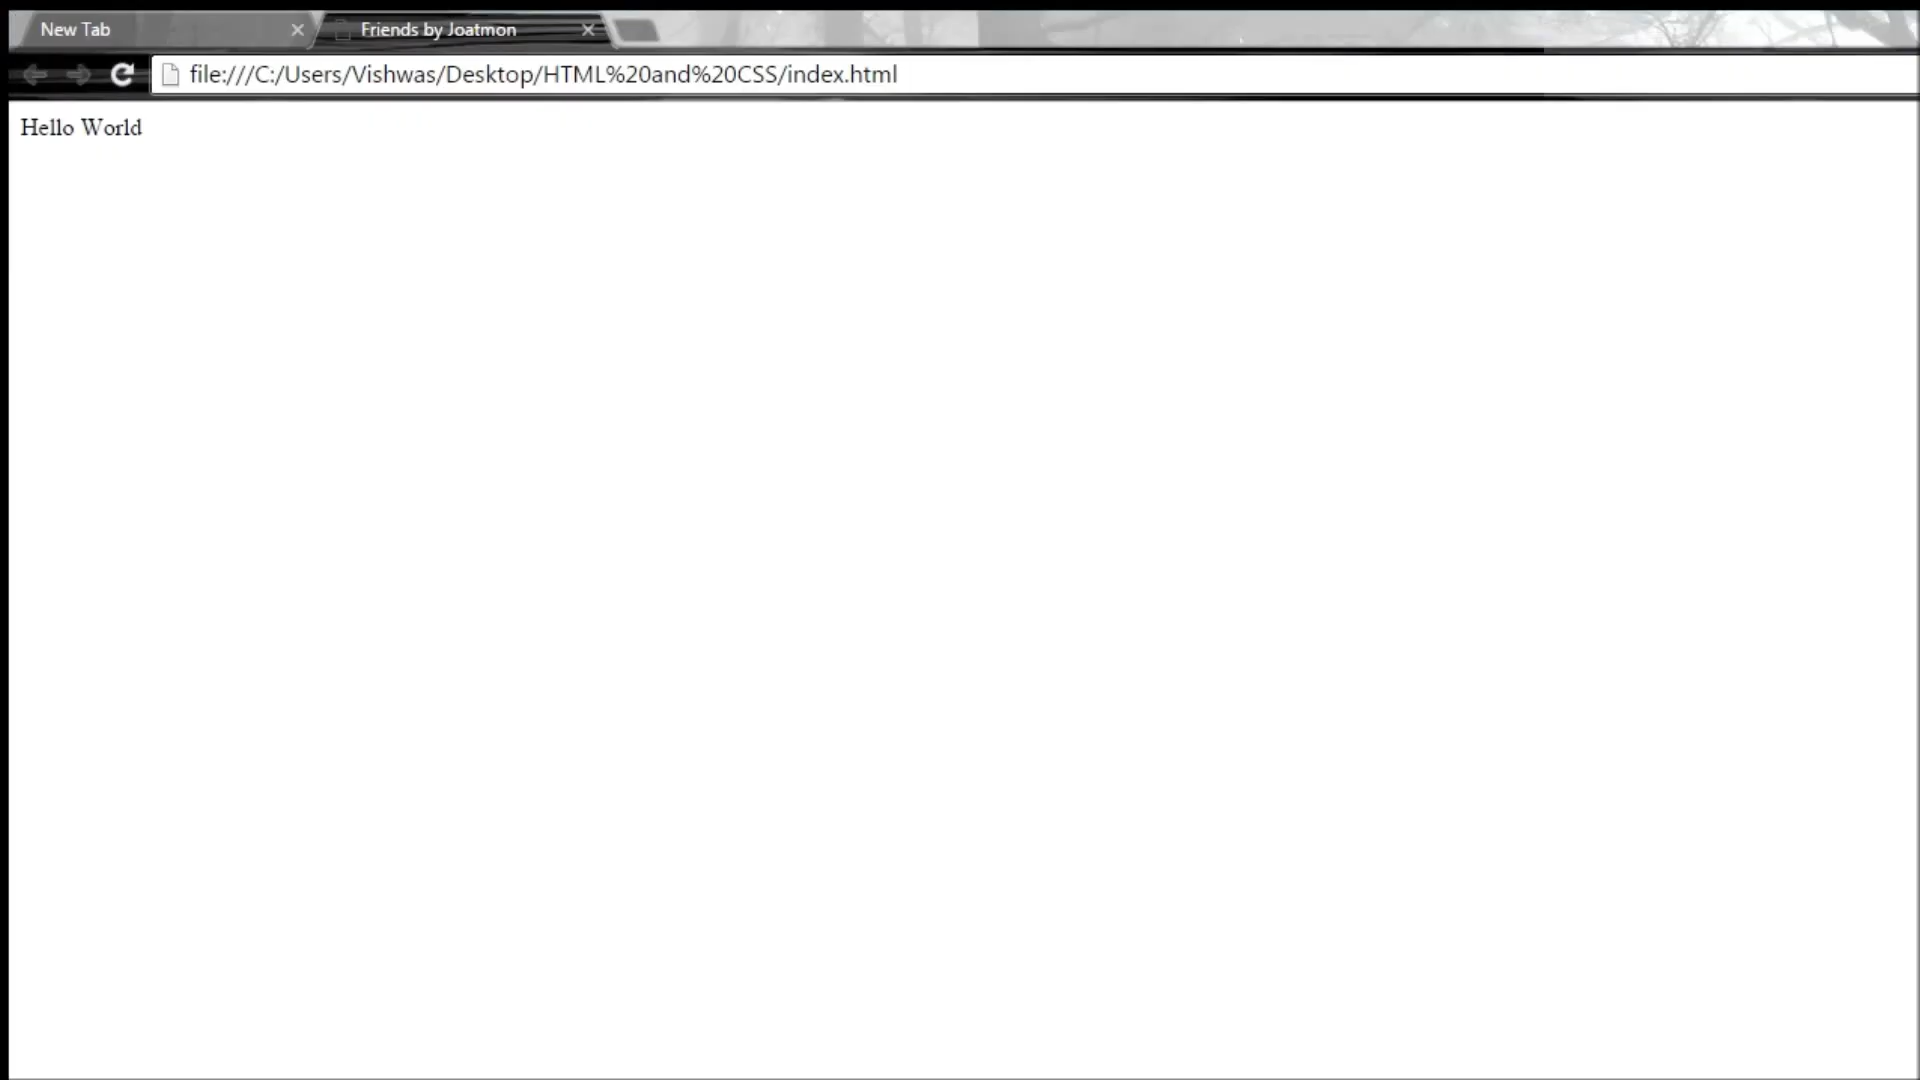 New Tab
Friends by Joatmon
file:///C:/Users/Vishwas/Desktop/HTML%20and%20CSS/index.html
Hello World